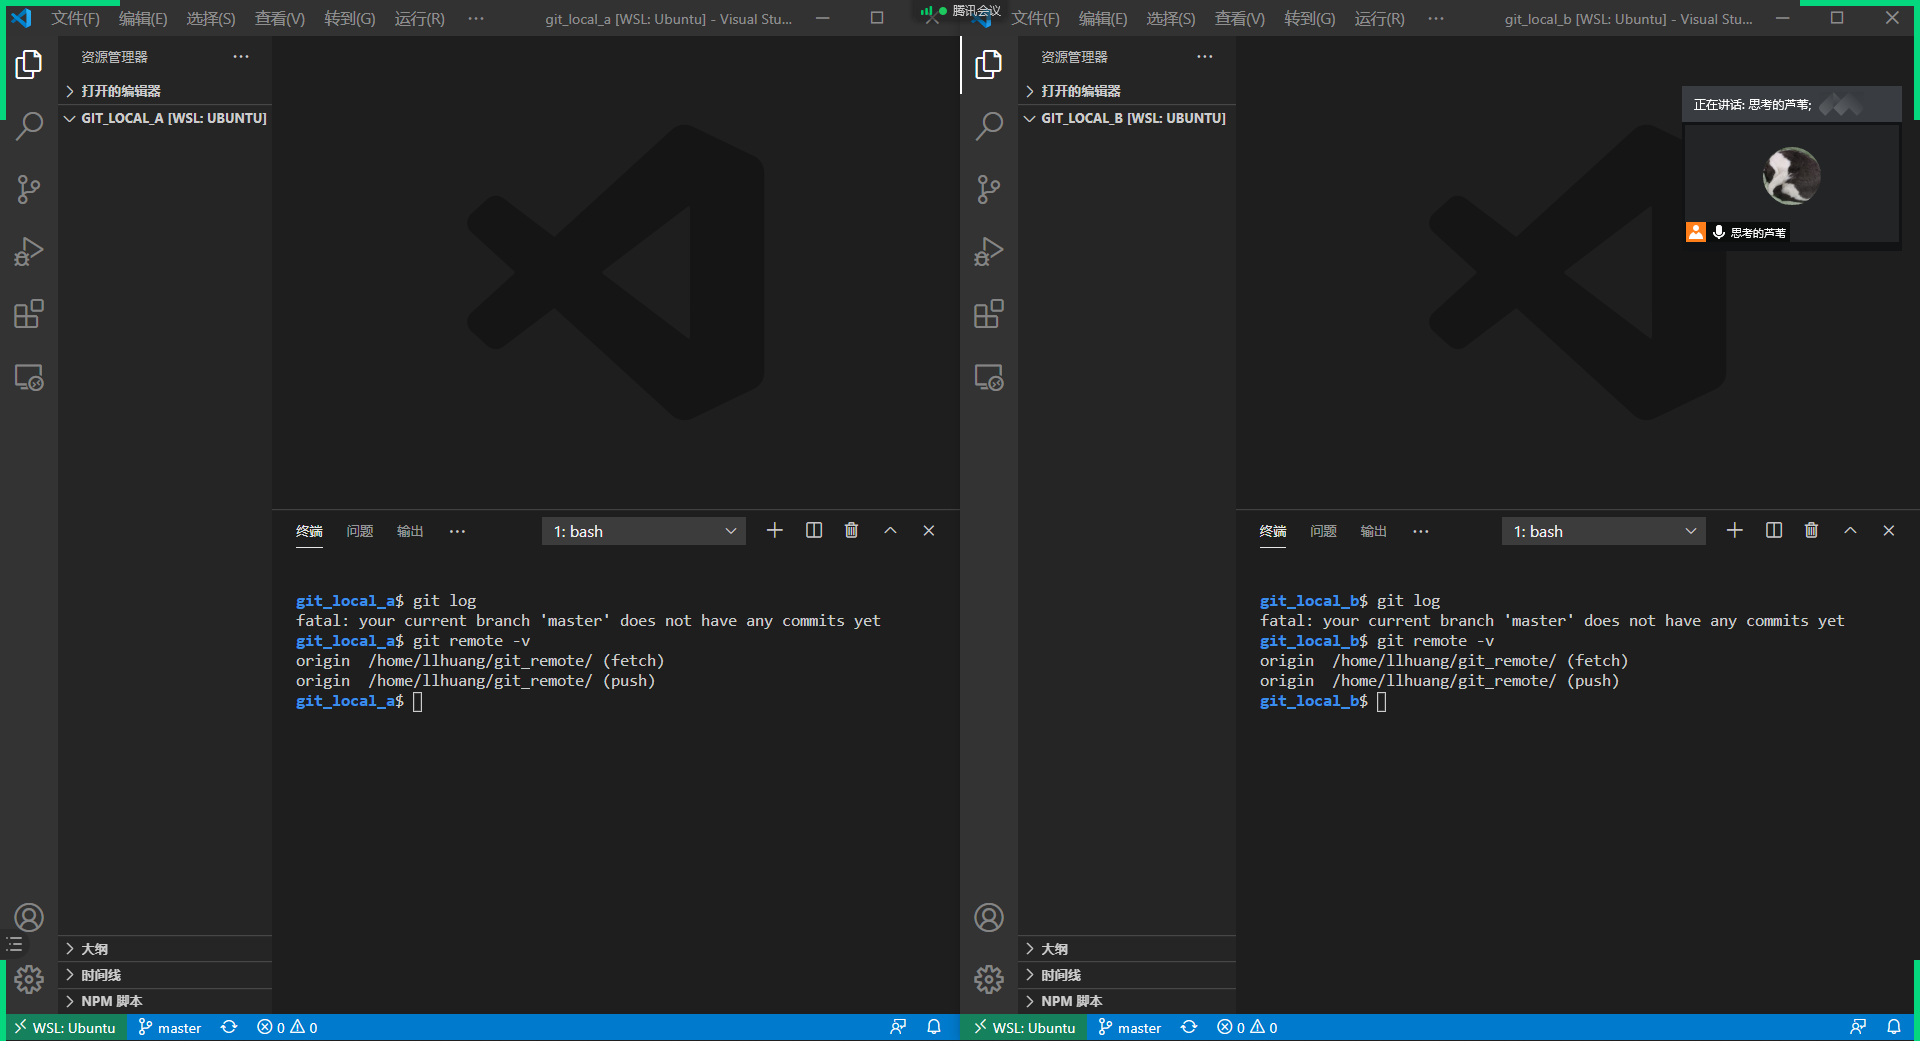 文件(F) 编辑(E) 选择(S) 查看(V) 转到(G) 运行(R) ··· git_local_a [WSL: Ubuntu] - Visual Stu...
腾讯会议
文件(F) 编辑(E) 选择(S) 查看(V) 转到(G) 运行(R) ··· git_local_b [WSL: Ubuntu] - Visual Stu...
资源管理器
打开的编辑器
GIT_LOCAL_A [WSL: UBUNTU]
终端 问题 输出 ··· 1: bash
git_local_a$ git log
fatal: your current branch 'master' does not have any commits yet
git_local_a$ git remote -v
origin  /home/llhuang/git_remote/ (fetch)
origin  /home/llhuang/git_remote/ (push)
git_local_a$
大纲
时间线
NPM 脚本
WSL: Ubuntu master 0 0
资源管理器
打开的编辑器
GIT_LOCAL_B [WSL: UBUNTU]
正在讲话: 思考的芦苇;
思考的芦苇
终端 问题 输出 ··· 1: bash
git_local_b$ git log
fatal: your current branch 'master' does not have any commits yet
git_local_b$ git remote -v
origin  /home/llhuang/git_remote/ (fetch)
origin  /home/llhuang/git_remote/ (push)
git_local_b$
大纲
时间线
NPM 脚本
WSL: Ubuntu master 0 0